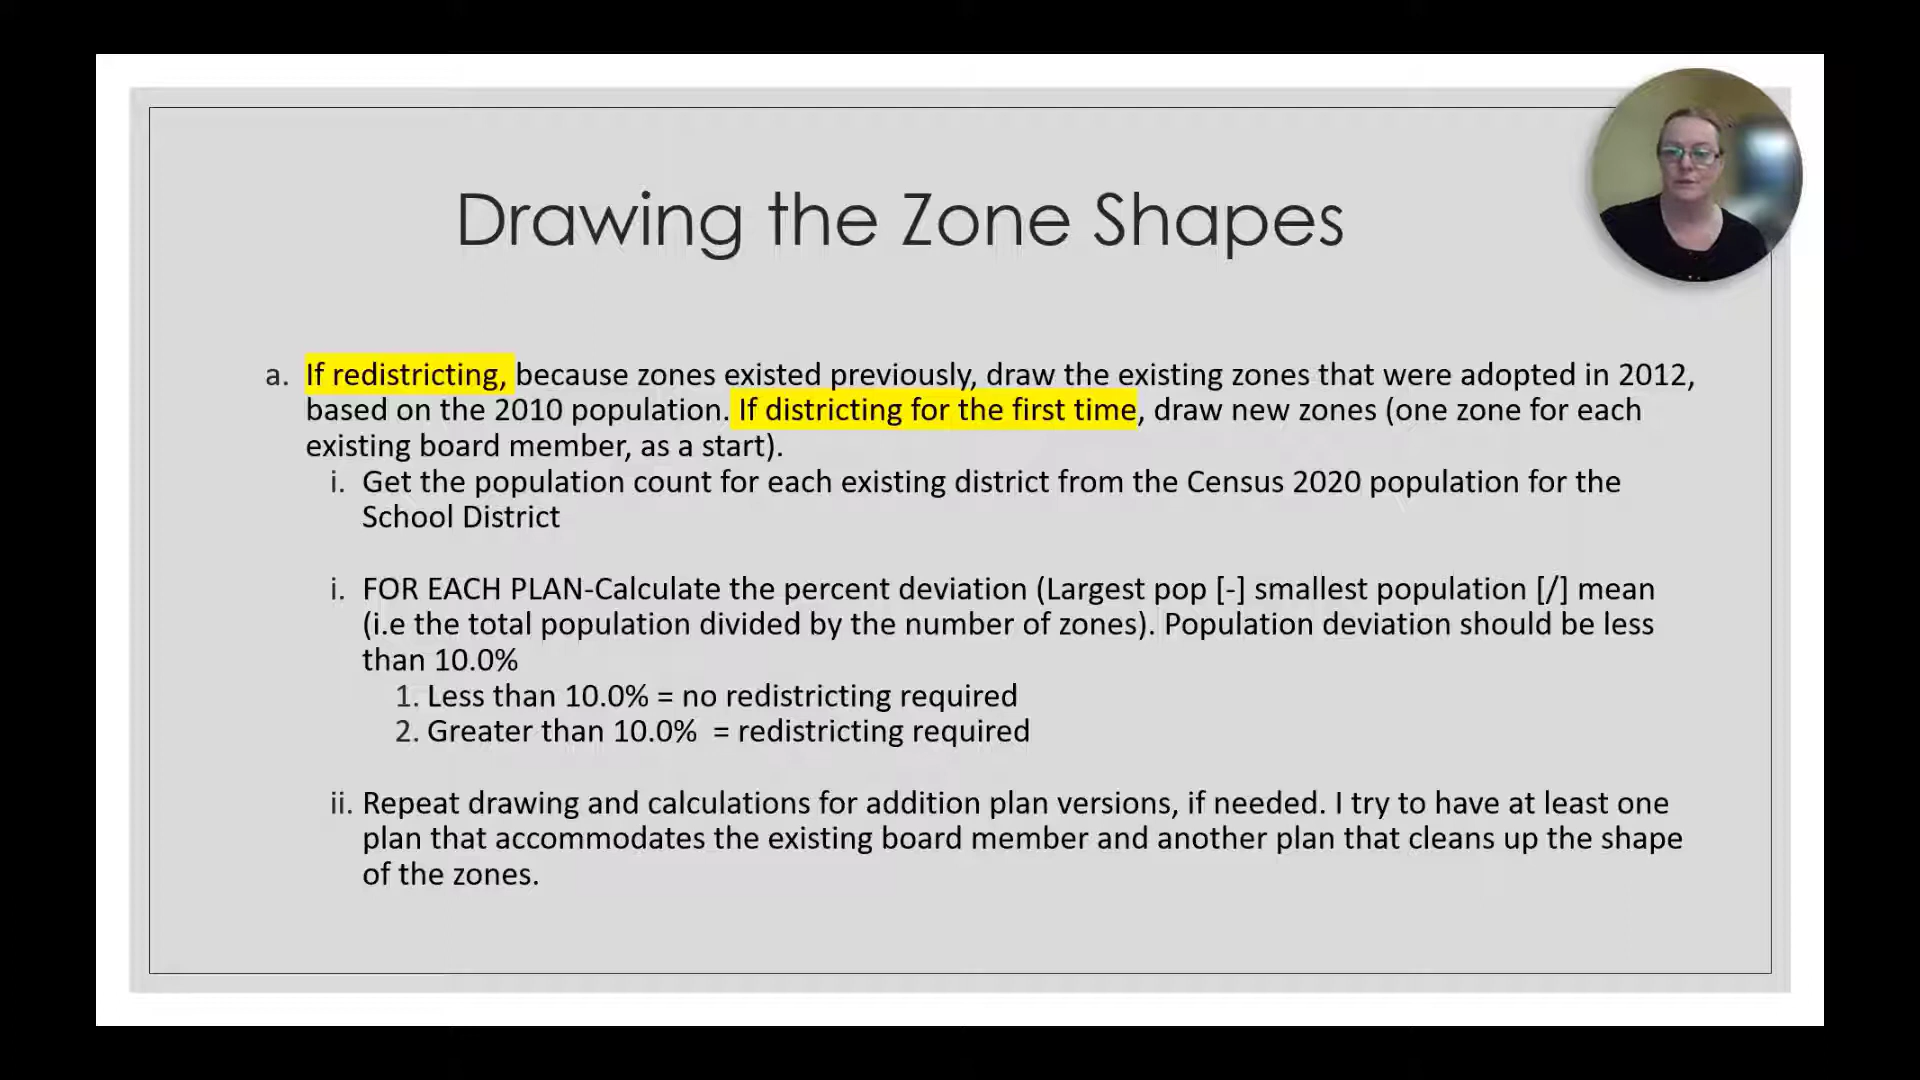 Drawing the Zone Shapes
a. If redistricting, because zones existed previously, draw the existing zones that were adopted in 2012,
based on the 2010 population. If districting for the first time, draw new zones (one zone for each
existing board member, as a start).
i. Get the population count for each existing district from the Census 2020 population for the
School District
i. FOR EACH PLAN-Calculate the percent deviation (Largest pop [-] smallest population [/] mean
(i.e the total population divided by the number of zones). Population deviation should be less
than 10.0%
1. Less than 10.0% = no redistricting required
2. Greater than 10.0%  = redistricting required
ii. Repeat drawing and calculations for addition plan versions, if needed. I try to have at least one
plan that accommodates the existing board member and another plan that cleans up the shape
of the zones.